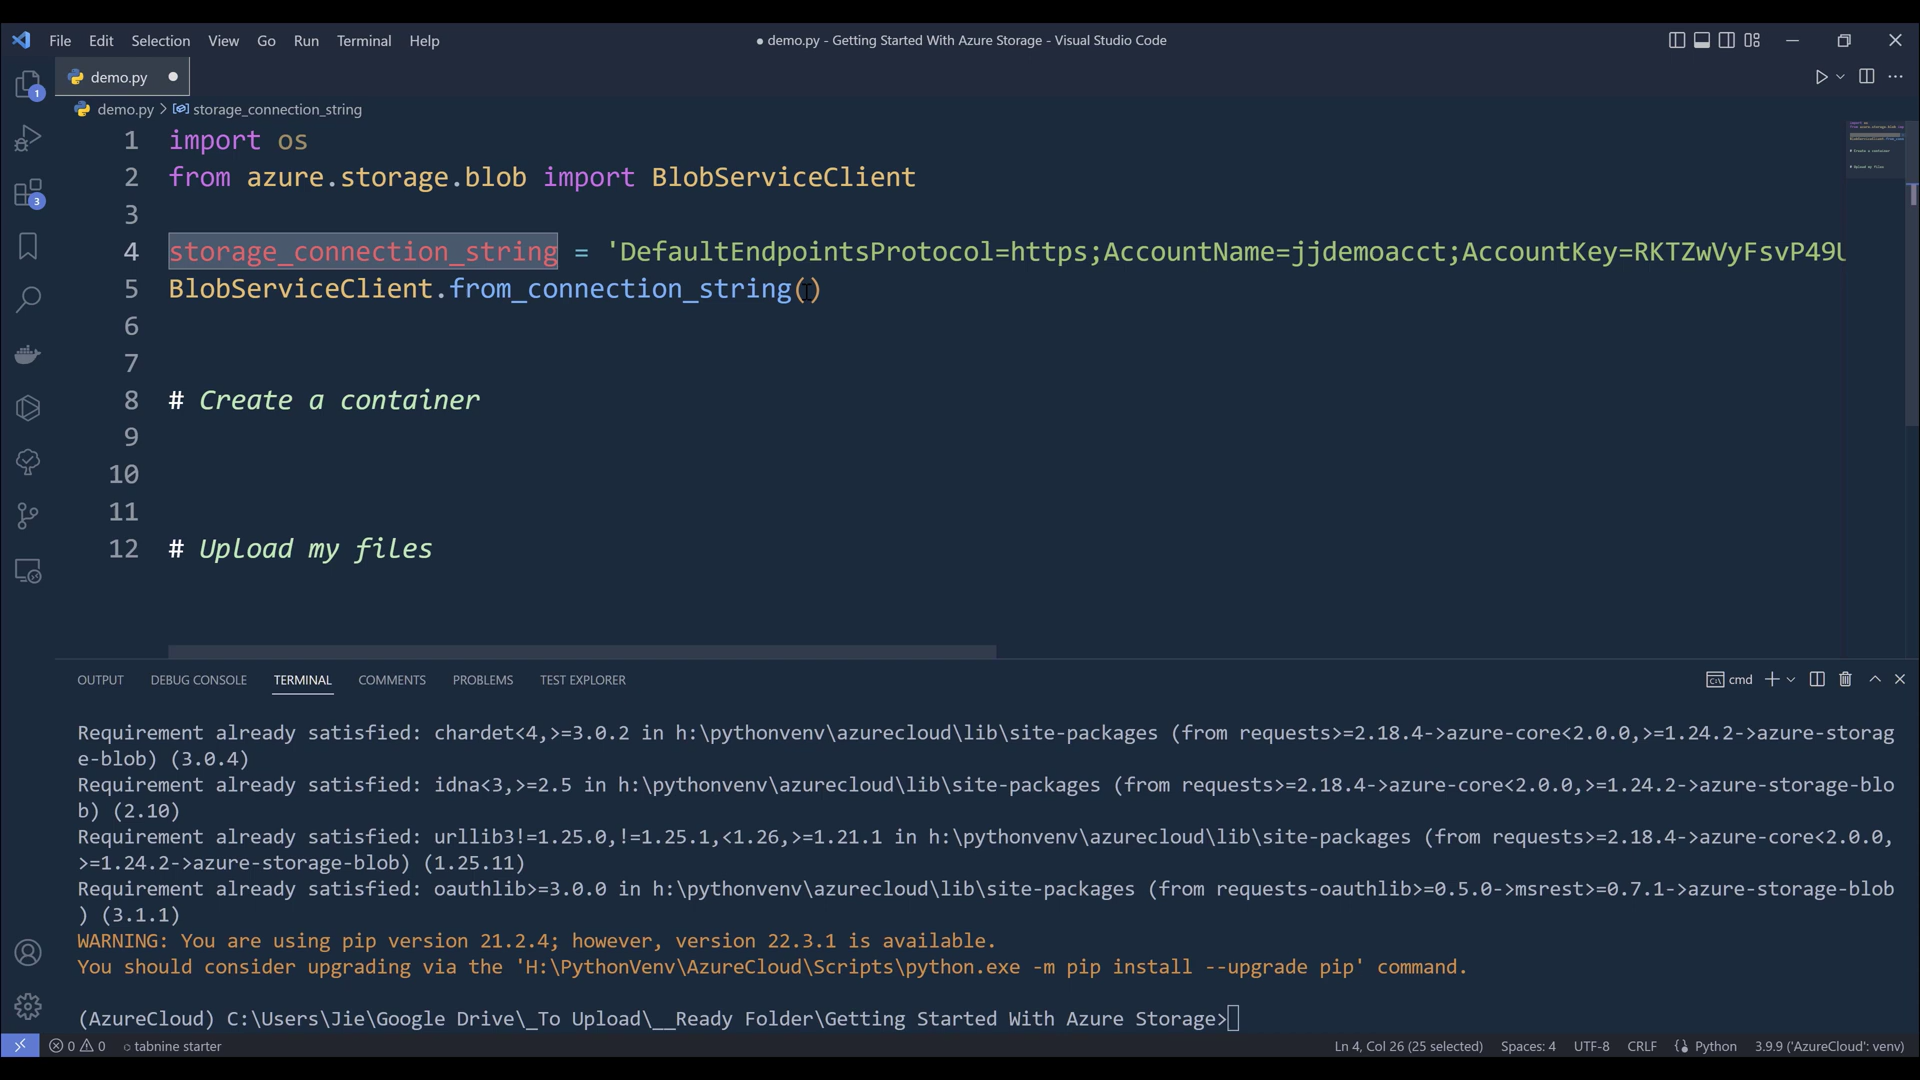 File Edit Selection View Go Run Terminal Help
● demo.py - Getting Started With Azure Storage - Visual Studio Code
demo.py ●
demo.py > storage_connection_string
1 import os
2 from azure.storage.blob import BlobServiceClient
3
4 storage_connection_string = 'DefaultEndpointsProtocol=https;AccountName=jjdemoacct;AccountKey=RKTZwVyFsvP49U
5 BlobServiceClient.from_connection_string()
6
7
8 # Create a container
9
10
11
12 # Upload my files
1
3
OUTPUT DEBUG CONSOLE TERMINAL COMMENTS PROBLEMS TEST EXPLORER
cmd
Requirement already satisfied: chardet<4,>=3.0.2 in h:\pythonvenv\azurecloud\lib\site-packages (from requests>=2.18.4->azure-core<2.0.0,>=1.24.2->azure-storag
e-blob) (3.0.4)
Requirement already satisfied: idna<3,>=2.5 in h:\pythonvenv\azurecloud\lib\site-packages (from requests>=2.18.4->azure-core<2.0.0,>=1.24.2->azure-storage-blo
b) (2.10)
Requirement already satisfied: urllib3!=1.25.0,!=1.25.1,<1.26,>=1.21.1 in h:\pythonvenv\azurecloud\lib\site-packages (from requests>=2.18.4->azure-core<2.0.0,
>=1.24.2->azure-storage-blob) (1.25.11)
Requirement already satisfied: oauthlib>=3.0.0 in h:\pythonvenv\azurecloud\lib\site-packages (from requests-oauthlib>=0.5.0->msrest>=0.7.1->azure-storage-blob
) (3.1.1)
WARNING: You are using pip version 21.2.4; however, version 22.3.1 is available.
You should consider upgrading via the 'H:\PythonVenv\AzureCloud\Scripts\python.exe -m pip install --upgrade pip' command.
(AzureCloud) C:\Users\Jie\Google Drive\_To Upload\__Ready Folder\Getting Started With Azure Storage>
0 0 tabnine starter
Ln 4, Col 26 (25 selected) Spaces: 4 UTF-8 CRLF Python 3.9.9 ('AzureCloud': venv)